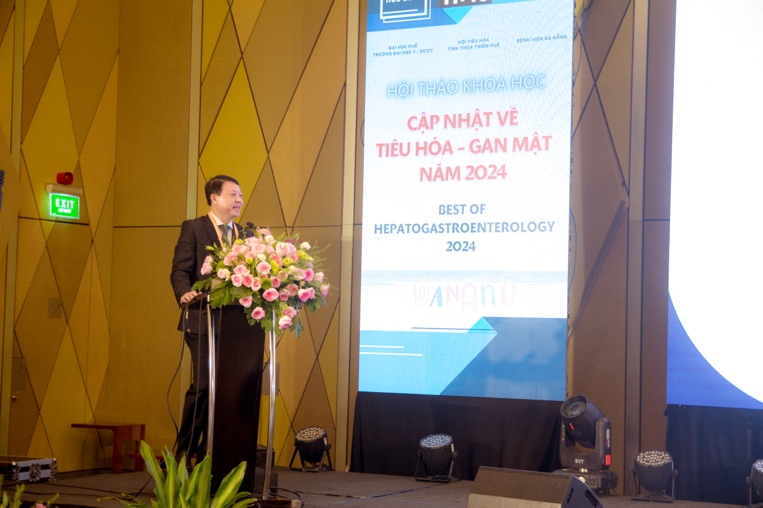 ĐẠI HỌC HUẾ
TRƯỜNG ĐẠI HỌC Y - DƯỢC
HỘI TIÊU HÓA
TỈNH THỪA THIÊN HUẾ
BỆNH VIỆN ĐÀ NẴNG
HỘI THẢO KHOA HỌC
CẬP NHẬT VỀ
TIÊU HÓA – GAN MẬT
NĂM 2024
BEST OF
HEPATOGASTROENTEROLOGY
2024
DANANG
EXIT